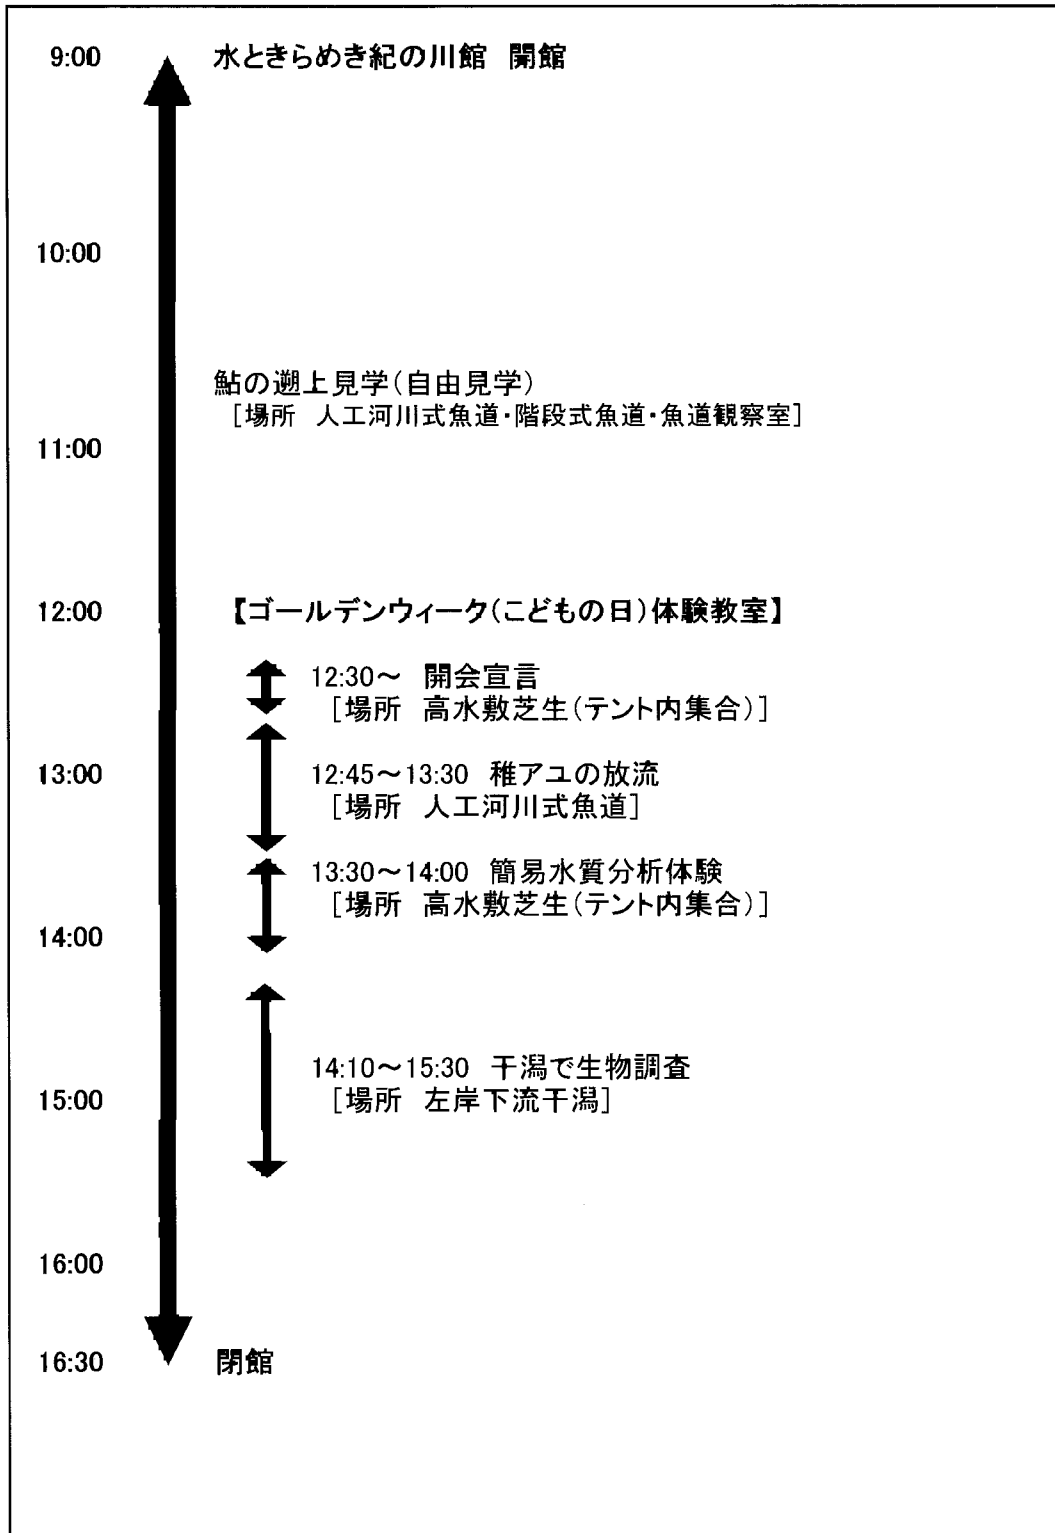 9:00 水ときらめき紀の川館 開館
10:00
鮎の遡上見学(自由見学)
[場所 人工河川式魚道・階段式魚道・魚道観察室]
11:00
12:00 【ゴールデンウィーク(こどもの日)体験教室】
12:30～ 開会宣言
[場所 高水敷芝生(テント内集合)]
13:00 12:45～13:30 稚アユの放流
[場所 人工河川式魚道]
13:30～14:00 簡易水質分析体験
[場所 高水敷芝生(テント内集合)]
14:00
14:10～15:30 干潟で生物調査
15:00 [場所 左岸下流干潟]
16:00
16:30 閉館